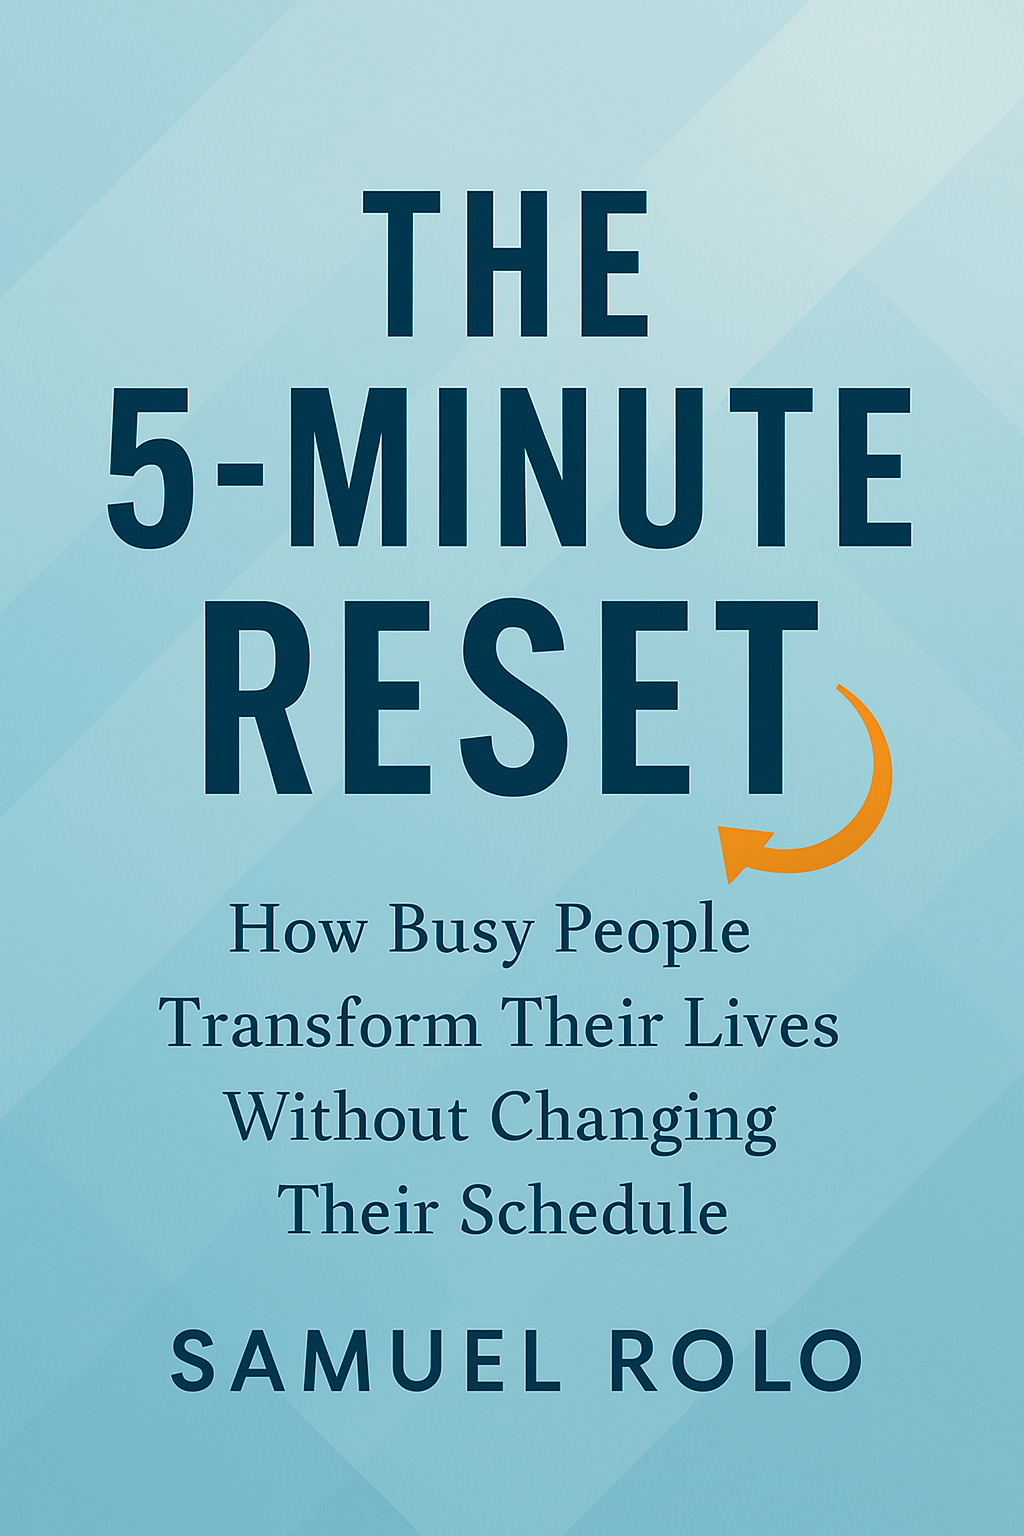 THE
5-MINUTE
RESET
How Busy People
Transform Their Lives
Without Changing
Their Schedule
SAMUEL ROLO